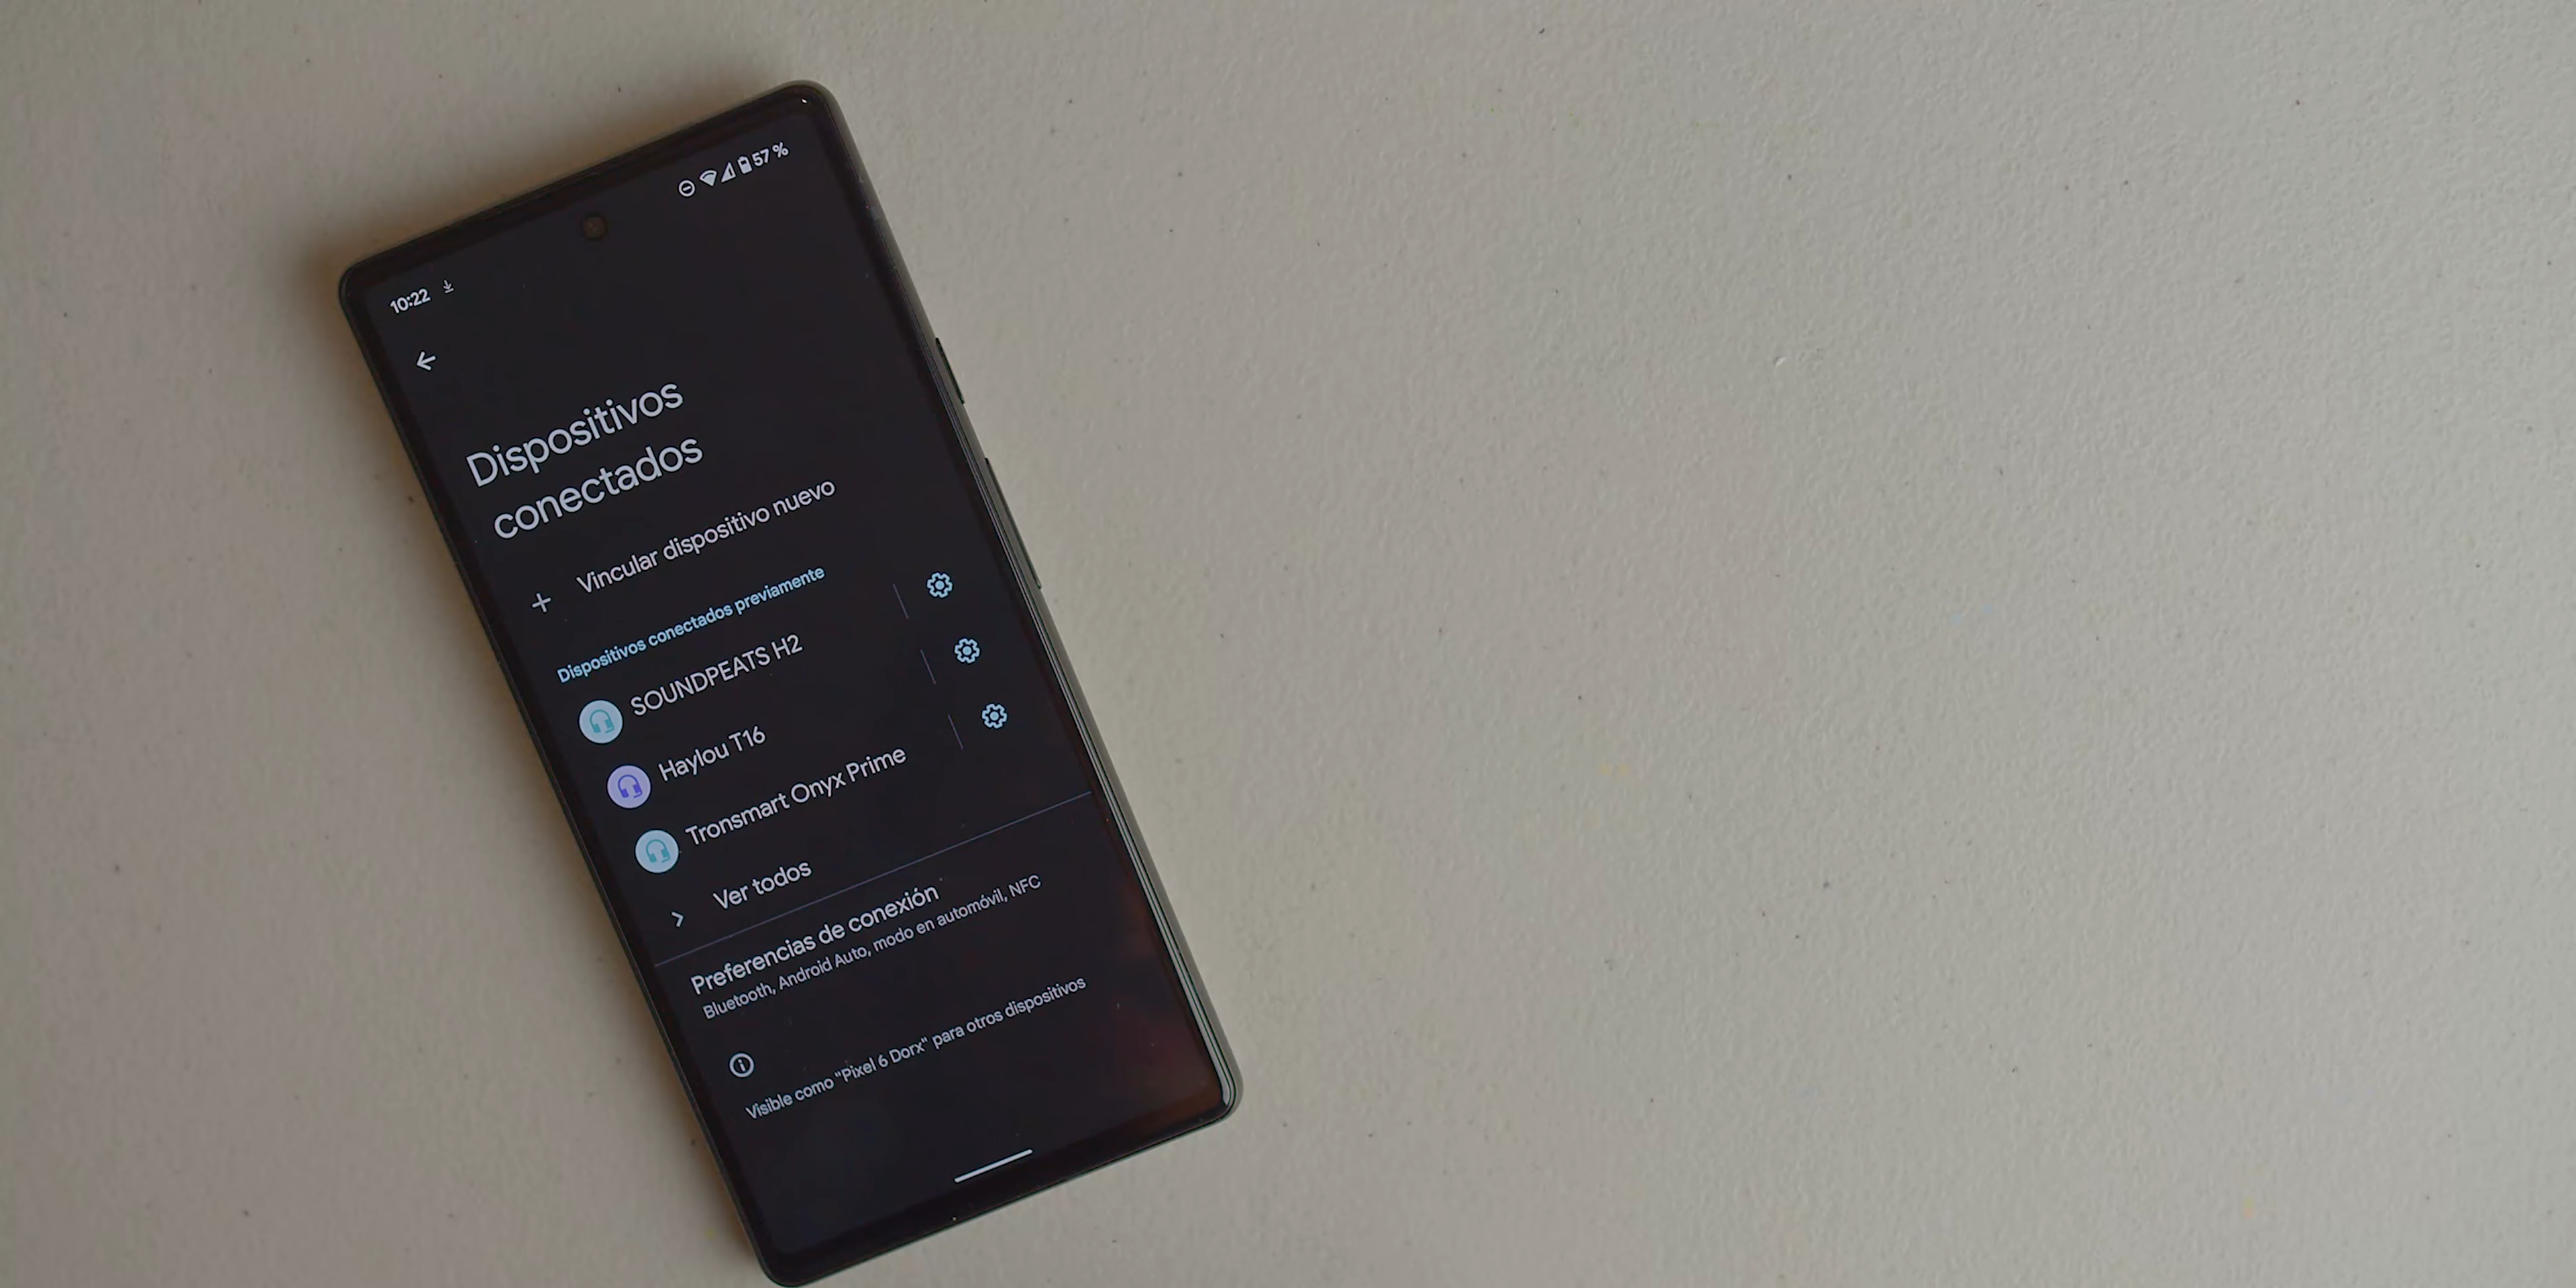 10:22
57 %
Dispositivos
conectados
Vincular dispositivo nuevo
Dispositivos conectados previamente
SOUNDPEATS H2
Haylou T16
Tronsmart Onyx Prime
Ver todos
Preferencias de conexión
Bluetooth, Android Auto, modo en automóvil, NFC
Visible como "Pixel 6 Dorx" para otros dispositivos